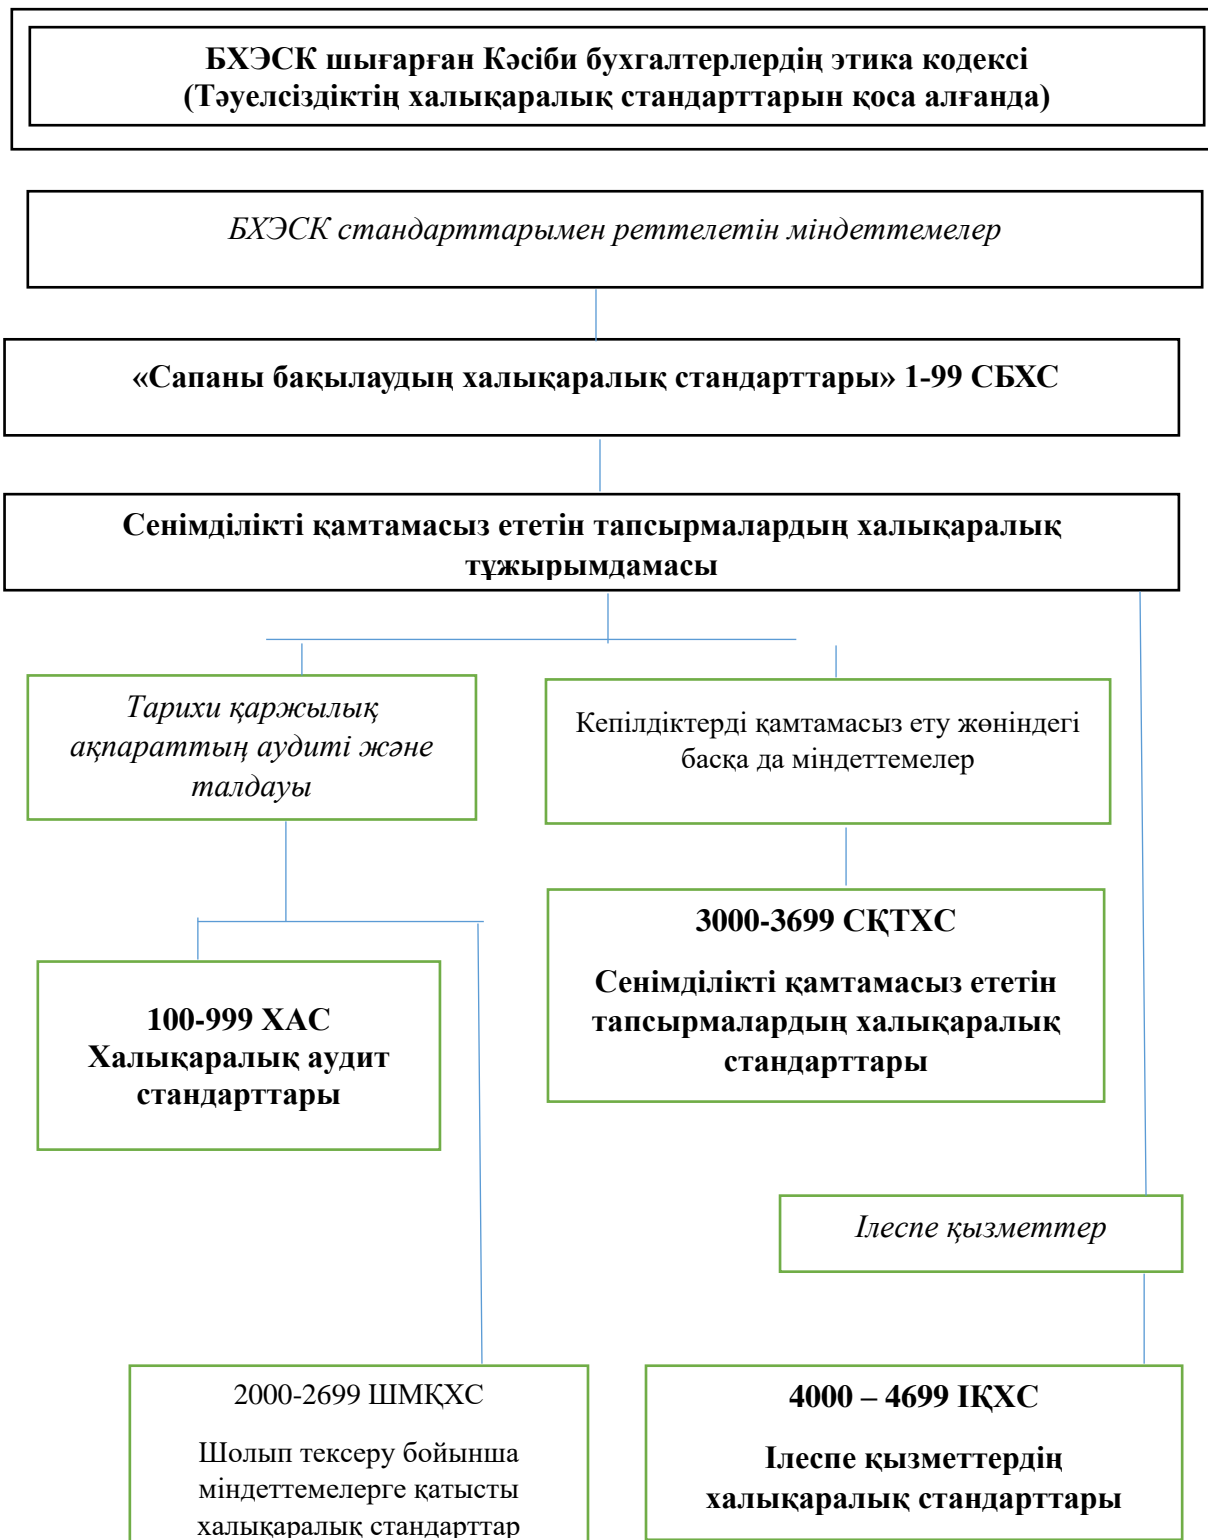 БХЭСК шығарған Кәсіби бухгалтерлердің этика кодексі
(Тәуелсіздіктің халықаралық стандарттарын қоса алғанда)
БХЭСК стандарттарымен реттелетін міндеттемелер
«Сапаны бақылаудың халықаралық стандарттары» 1-99 СБХС
Сенімділікті қамтамасыз ететін тапсырмалардың халықаралық
тұжырымдамасы
Тарихи қаржылық
ақпараттың аудиті және
талдауы
Кепілдіктерді қамтамасыз ету жөніндегі
басқа да міндеттемелер
3000-3699 СҚТХС
Сенімділікті қамтамасыз ететін
тапсырмалардың халықаралық
стандарттары
100-999 ХАС
Халықаралық аудит
стандарттары
Ілеспе қызметтер
2000-2699 ШМҚХС
Шолып тексеру бойынша
міндеттемелерге қатысты
халықаралық стандарттар
4000 – 4699 ІҚХС
Ілеспе қызметтердің
халықаралық стандарттары